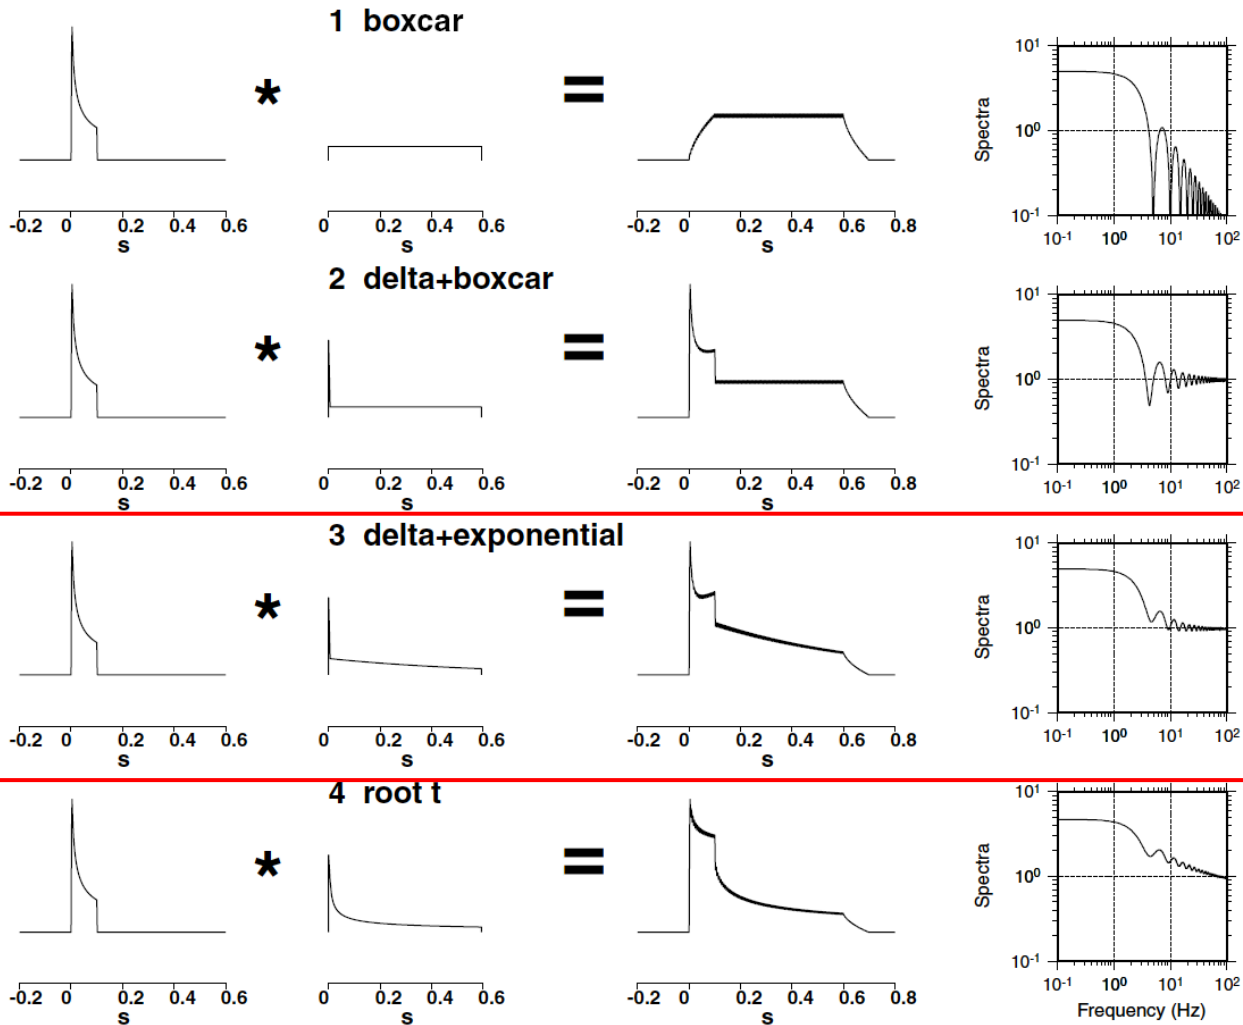 1 boxcar
* =
-0.2 0 0.2 0.4 0.6
s
0 0.2 0.4 0.6
s
-0.2 0 0.2 0.4 0.6 0.8
s
Spectra
10¹
10⁰
10⁻¹
10⁻¹ 10⁰ 10¹ 10²
2 delta+boxcar
* =
-0.2 0 0.2 0.4 0.6
s
0 0.2 0.4 0.6
s
-0.2 0 0.2 0.4 0.6 0.8
s
Spectra
10¹
10⁰
10⁻¹
10⁻¹ 10⁰ 10¹ 10²
3 delta+exponential
* =
-0.2 0 0.2 0.4 0.6
s
0 0.2 0.4 0.6
s
-0.2 0 0.2 0.4 0.6 0.8
s
Spectra
10¹
10⁰
10⁻¹
10⁻¹ 10⁰ 10¹ 10²
4 root t
* =
-0.2 0 0.2 0.4 0.6
s
0 0.2 0.4 0.6
s
-0.2 0 0.2 0.4 0.6 0.8
s
Spectra
10¹
10⁰
10⁻¹
10⁻¹ 10⁰ 10¹ 10²
Frequency (Hz)